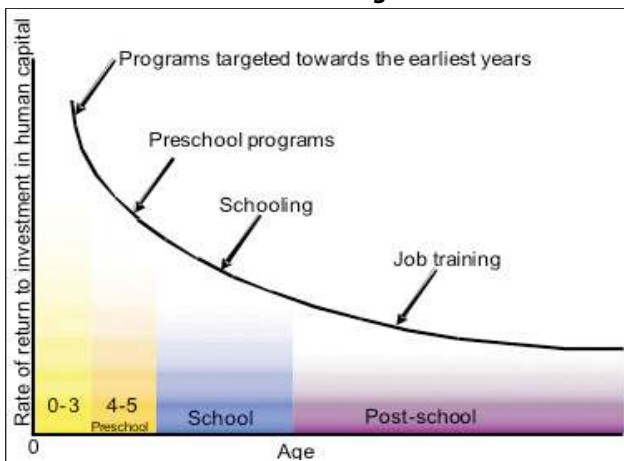 Programs targeted towards the earliest years
Preschool programs
Schooling
Job training
Rate of return to investment in human capital
0-3
4-5
Preschool
School
Post-school
0
Age